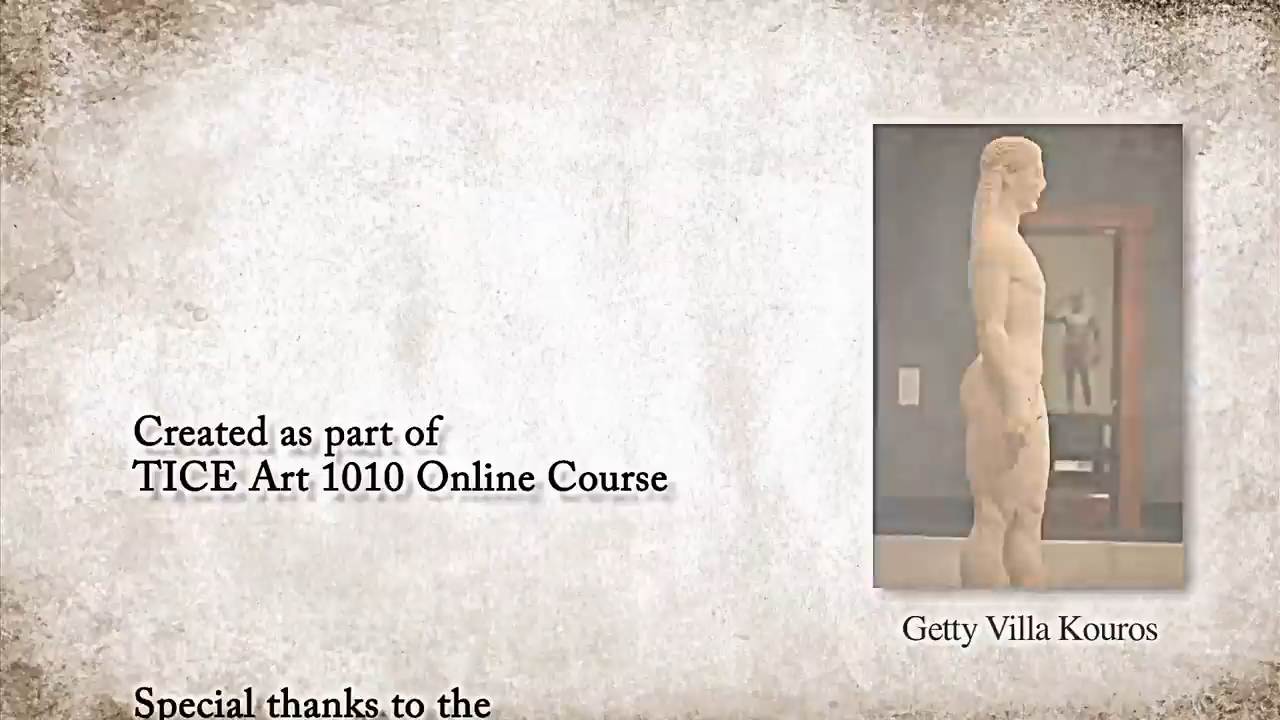 Created as part of
TICE Art 1010 Online Course
Getty Villa Kouros
Special thanks to the